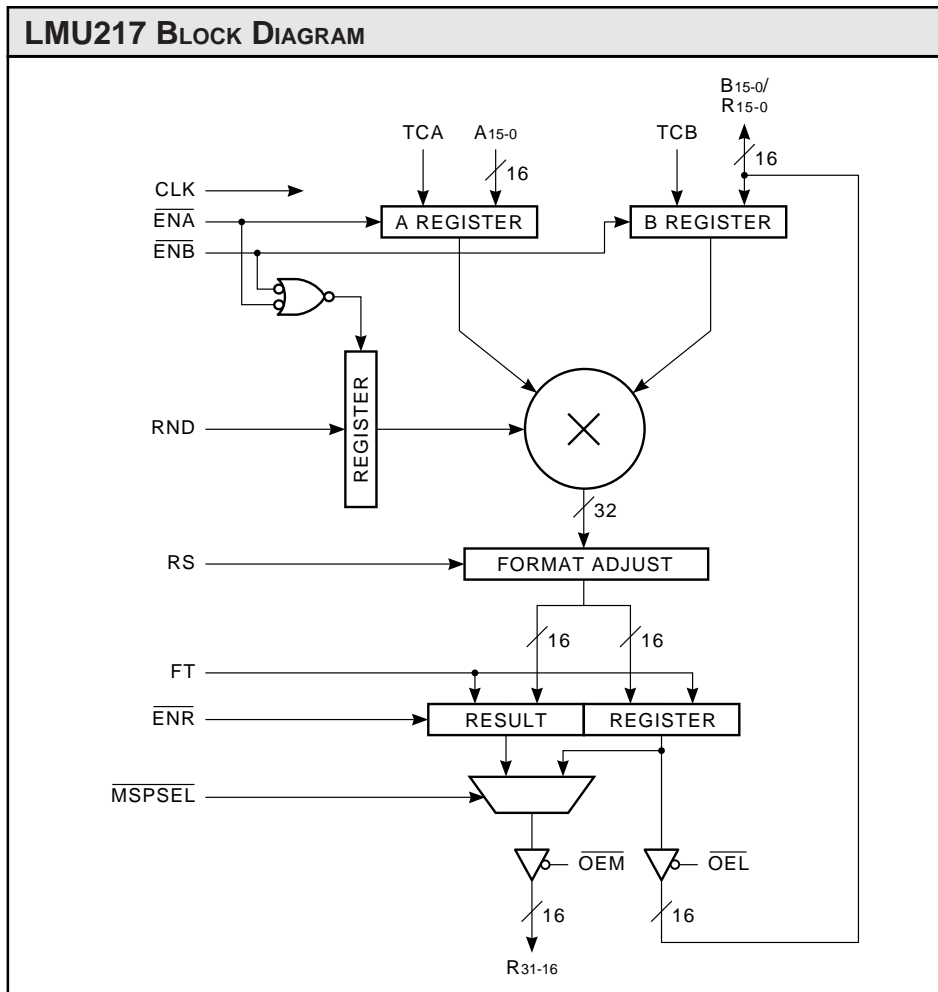 LMU217 BLOCK DIAGRAM
B15-0/
R15-0
TCA
A15-0
TCB
16
16
CLK
ENA
A REGISTER
B REGISTER
ENB
REGISTER
RND
32
RS
FORMAT ADJUST
16
16
FT
ENR
RESULT
REGISTER
MSPSEL
OEM
OEL
16
16
R31-16